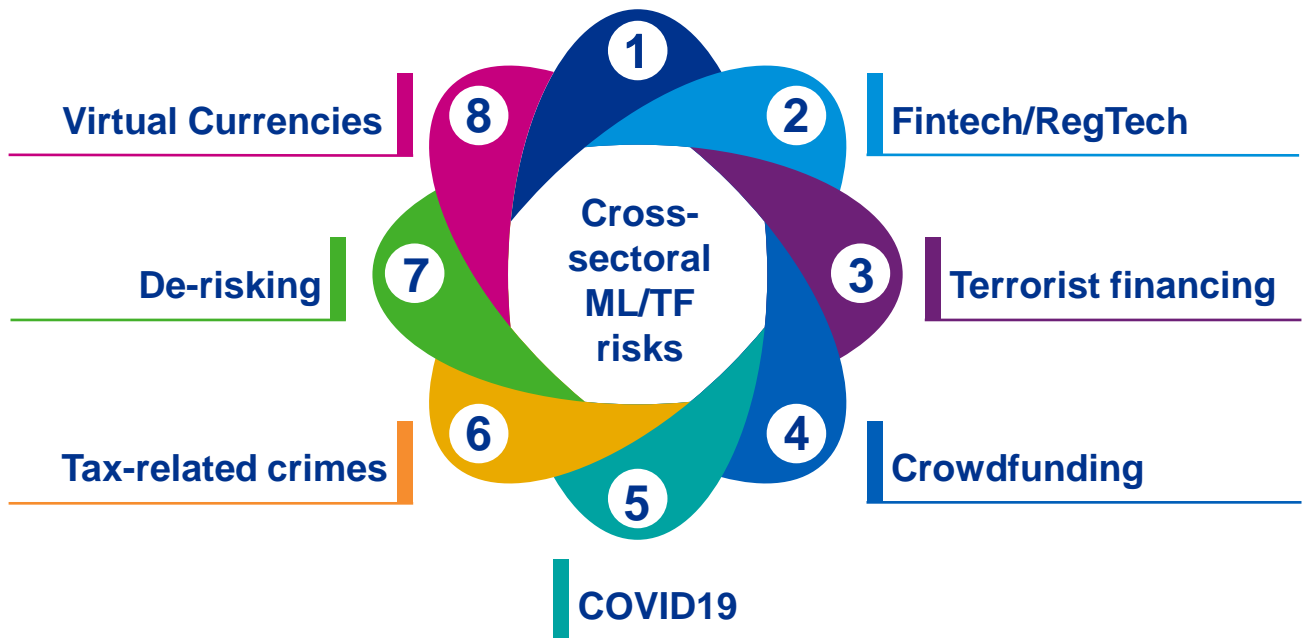 1
8
2
Virtual Currencies
Fintech/RegTech
Cross-
sectoral
ML/TF
risks
7
3
De-risking
Terrorist financing
6
4
Tax-related crimes
Crowdfunding
5
COVID19